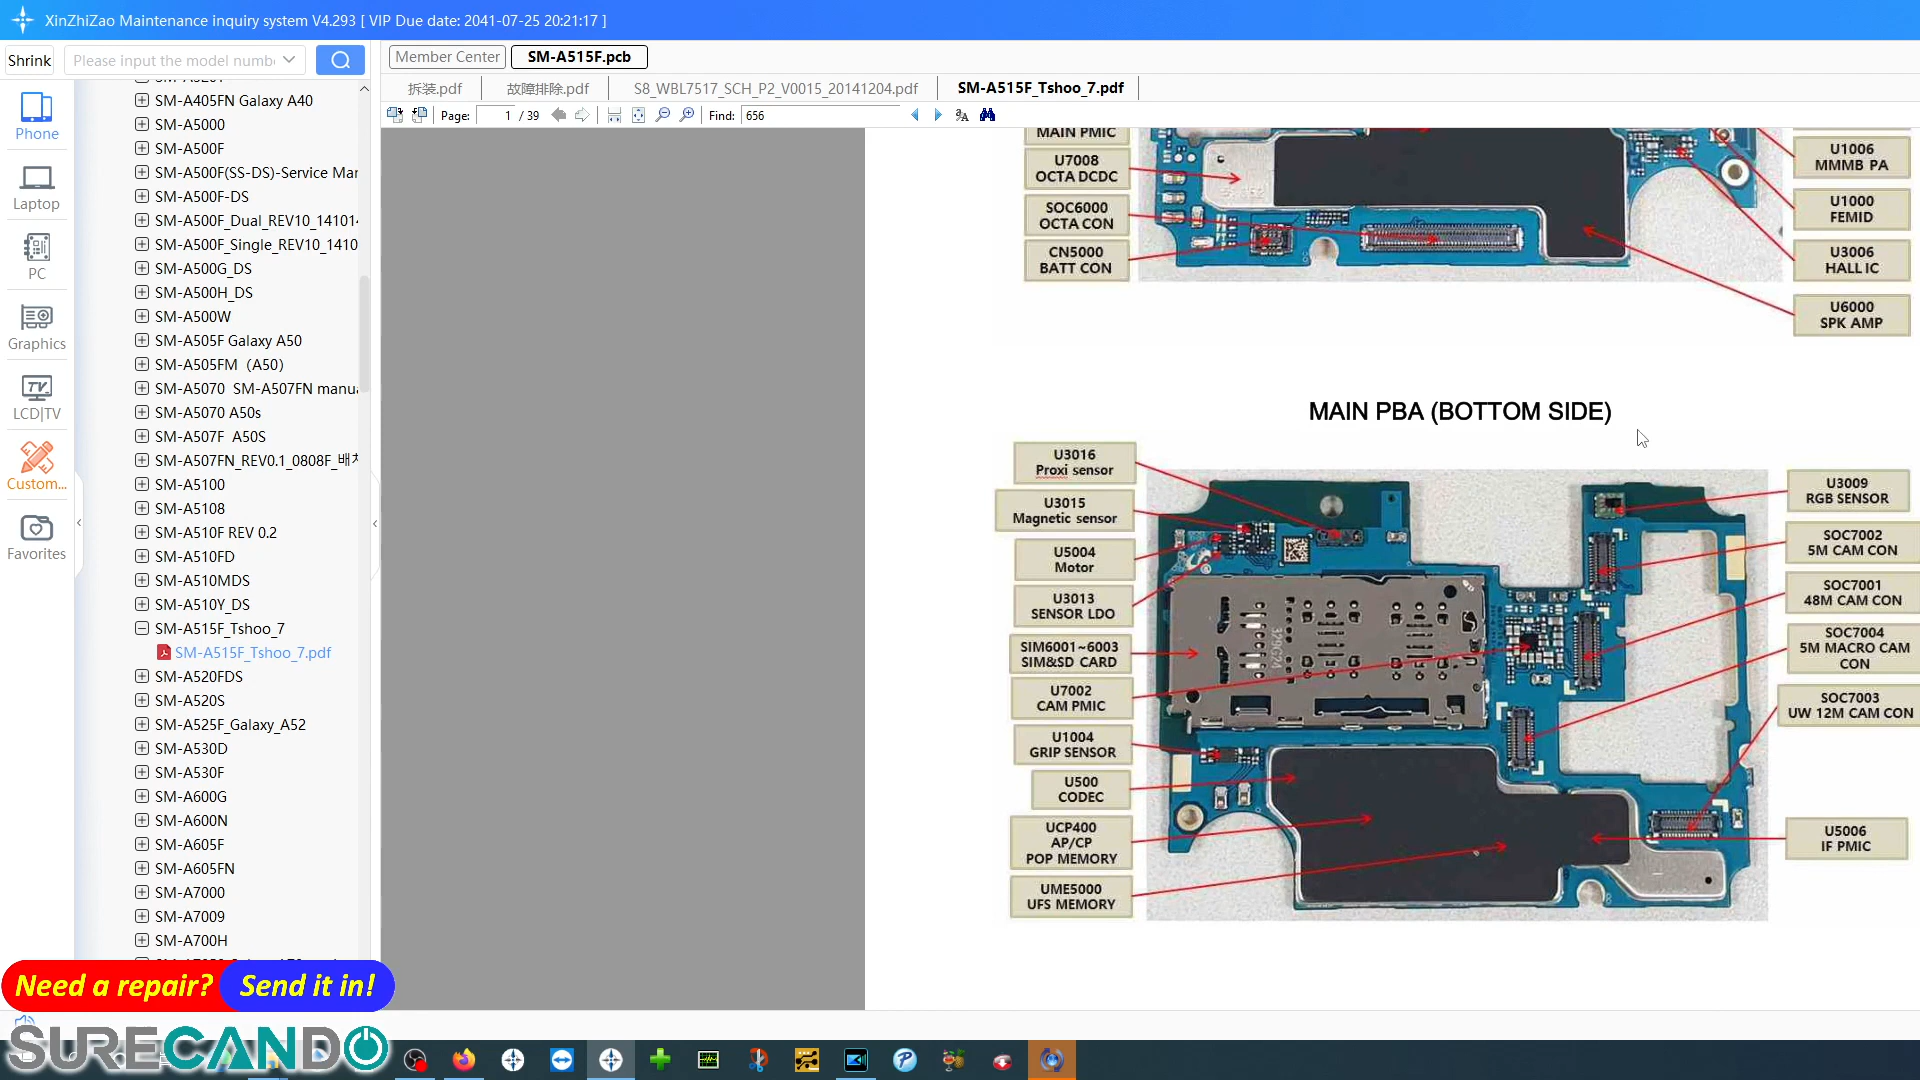 XinZhiZao Maintenance inquiry system V4.293 [ VIP Due date: 2041-07-25 20:21:17 ]
Shrink
Please input the model numb
Member Center
SM-A515F.pcb
拆装.pdf
故障排除.pdf
S8_WBL7517_SCH_P2_V0015_20141204.pdf
SM-A515F_Tshoo_7.pdf
Page: 1 / 39
Find: 656
Phone
Laptop
PC
Graphics
TV
LCD|TV
Custom...
Favorites
SM-A405FN Galaxy A40
SM-A5000
SM-A500F
SM-A500F(SS-DS)-Service Mar
SM-A500F-DS
SM-A500F_Dual_REV10_14101
SM-A500F_Single_REV10_1410
SM-A500G_DS
SM-A500H_DS
SM-A500W
SM-A505F Galaxy A50
SM-A505FM（A50）
SM-A5070 SM-A507FN manua
SM-A5070 A50s
SM-A507F A50S
SM-A507FN_REV0.1_0808F_배치
SM-A5100
SM-A5108
SM-A510F REV 0.2
SM-A510FD
SM-A510MDS
SM-A510Y_DS
SM-A515F_Tshoo_7
SM-A515F_Tshoo_7.pdf
SM-A520FDS
SM-A520S
SM-A525F_Galaxy_A52
SM-A530D
SM-A530F
SM-A600G
SM-A600N
SM-A605F
SM-A605FN
SM-A7000
SM-A7009
SM-A700H
MAIN PMIC
U7008
OCTA DCDC
SOC6000
OCTA CON
CN5000
BATT CON
U1006
MMMB PA
U1000
FEMID
U3006
HALL IC
U6000
SPK AMP
MAIN PBA (BOTTOM SIDE)
U3016
Proxi sensor
U3015
Magnetic sensor
U5004
Motor
U3013
SENSOR LDO
SIM6001~6003
SIM&SD CARD
U7002
CAM PMIC
U1004
GRIP SENSOR
U500
CODEC
UCP400
AP/CP
POP MEMORY
UME5000
UFS MEMORY
U3009
RGB SENSOR
SOC7002
5M CAM CON
SOC7001
48M CAM CON
SOC7004
5M MACRO CAM
CON
SOC7003
UW 12M CAM CON
U5006
IF PMIC
Need a repair? Send it in!
SURECANDO